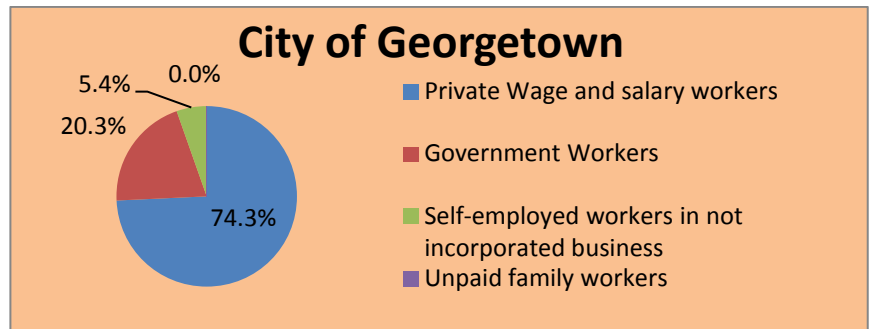 City of Georgetown
5.4%
0.0%
20.3%
74.3%
Private Wage and salary workers
Government Workers
Self-employed workers in not
incorporated business
Unpaid family workers